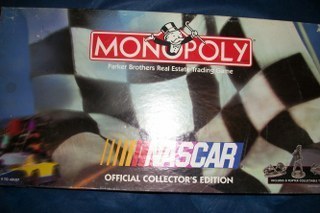 MONOPOLY
Parker Brothers Real Estate Trading Game
NASCAR
OFFICIAL COLLECTOR'S EDITION